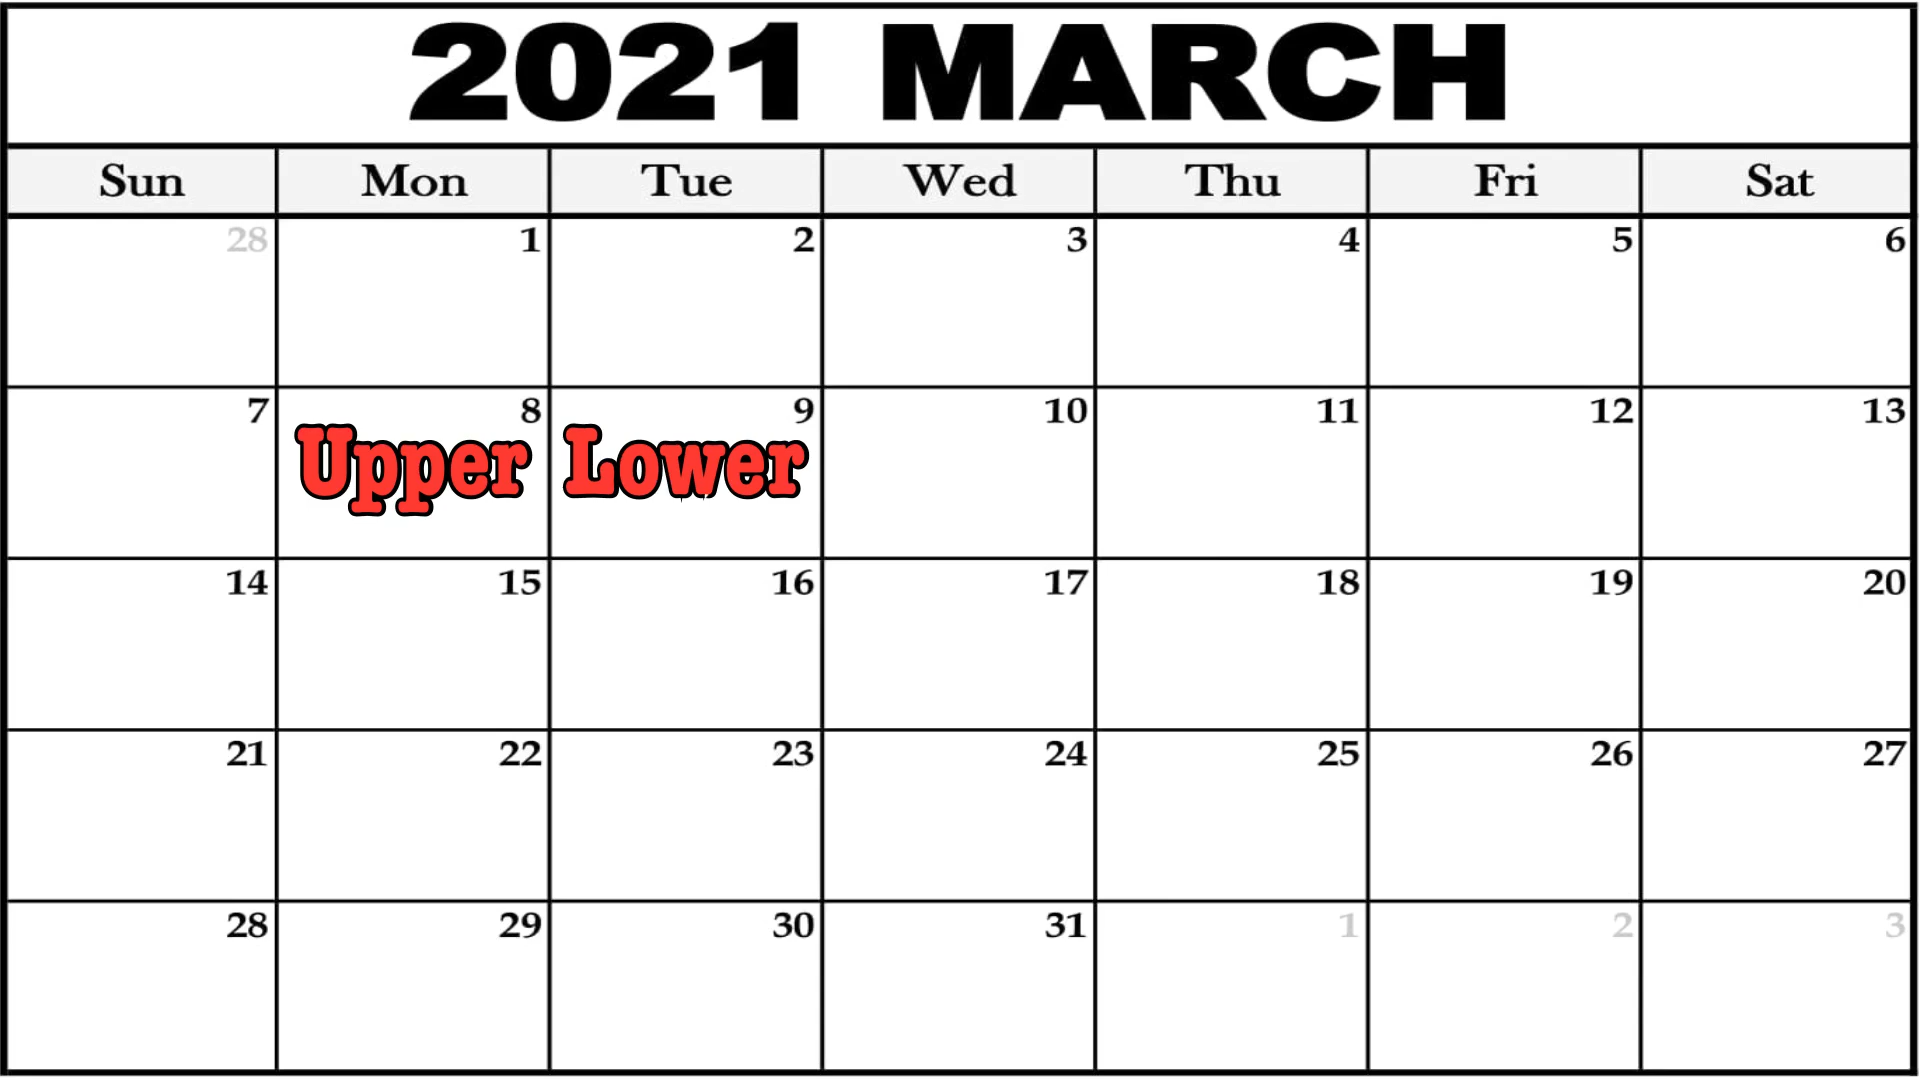 2021 MARCH
Sun Mon Tue Wed Thu Fri Sat
28 1 2 3 4 5 6
7 8 9 10 11 12 13
Upper Lower
14 15 16 17 18 19 20
21 22 23 24 25 26 27
28 29 30 31 1 2 3